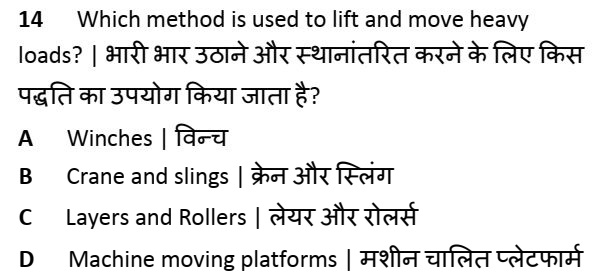 14 Which method is used to lift and move heavy
loads? | भारी भार उठाने और स्थानांतरित करने के लिए किस
पद्धति का उपयोग किया जाता है?
A Winches | विन्च
B Crane and slings | क्रेन और स्लिंग
C Layers and Rollers | लेयर और रोलर्स
D Machine moving platforms | मशीन चालित प्लेटफार्म